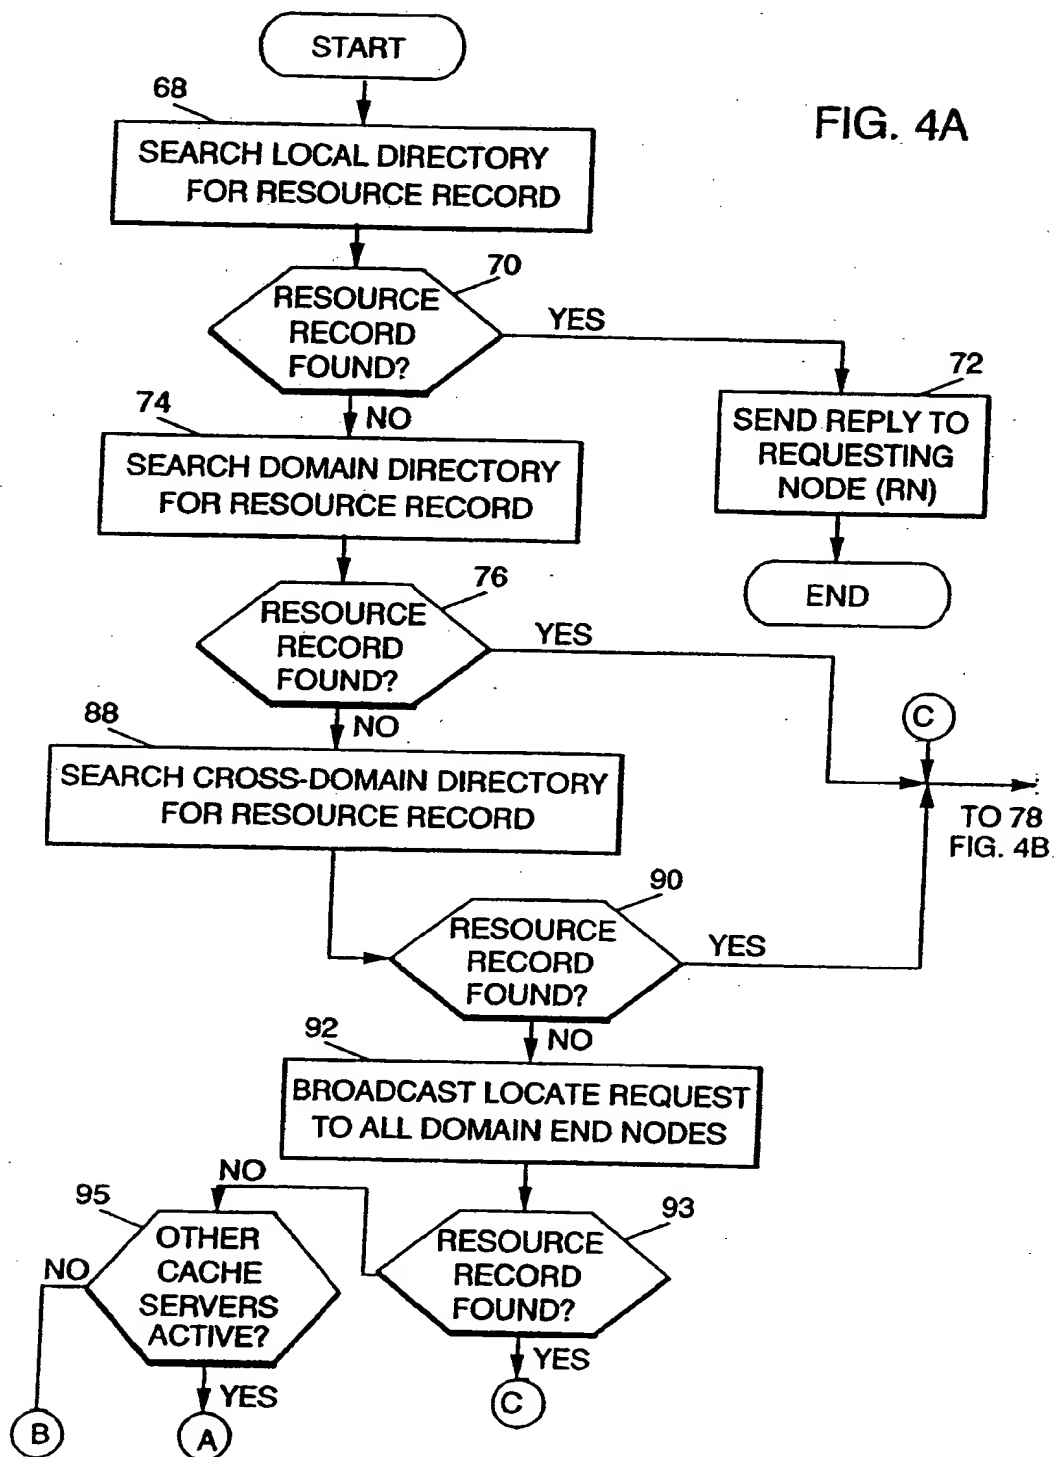 START
FIG. 4A
68
SEARCH LOCAL DIRECTORY
FOR RESOURCE RECORD
70
RESOURCE
RECORD
FOUND?
YES
NO
72
SEND REPLY TO
REQUESTING
NODE (RN)
END
74
SEARCH DOMAIN DIRECTORY
FOR RESOURCE RECORD
76
RESOURCE
RECORD
FOUND?
YES
NO
C
TO 78
FIG. 4B
88
SEARCH CROSS-DOMAIN DIRECTORY
FOR RESOURCE RECORD
90
RESOURCE
RECORD
FOUND?
YES
NO
92
BROADCAST LOCATE REQUEST
TO ALL DOMAIN END NODES
93
RESOURCE
RECORD
FOUND?
NO
YES
C
95
OTHER
CACHE
SERVERS
ACTIVE?
NO
YES
B
A